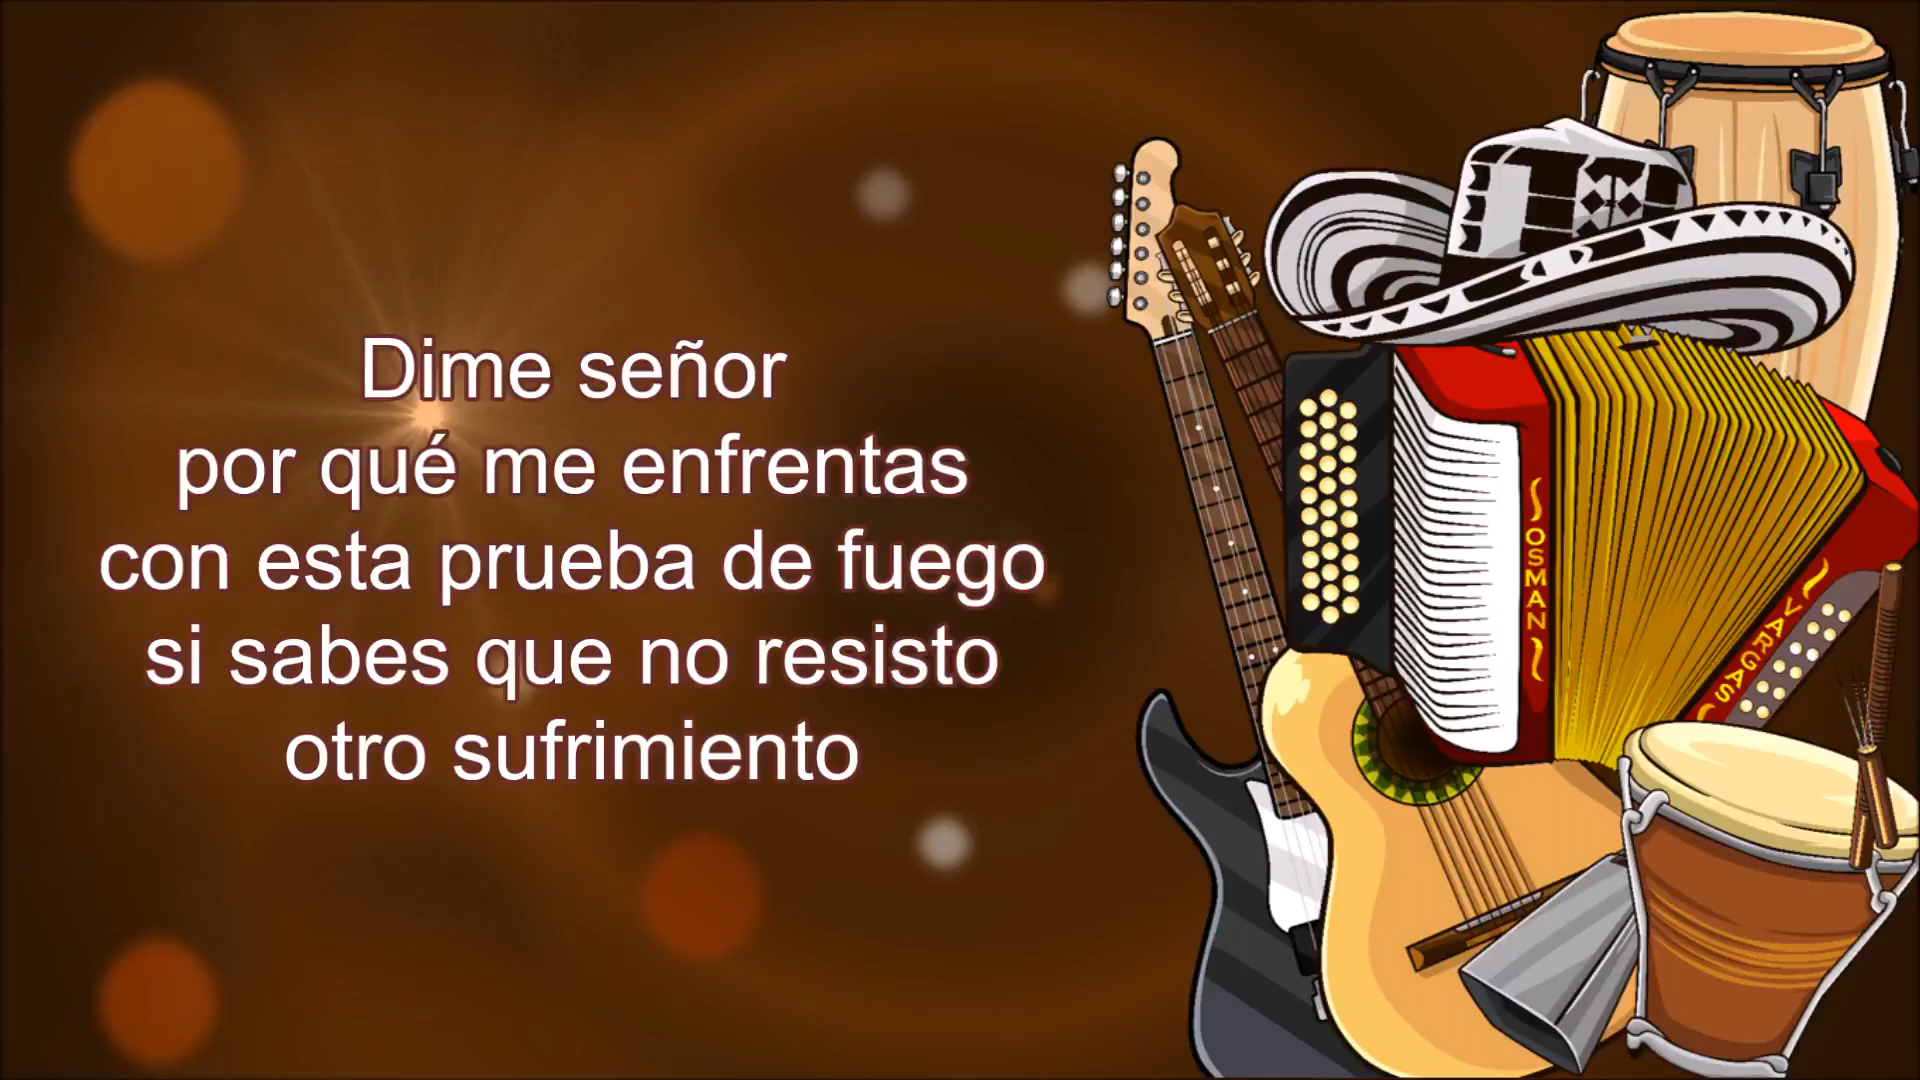 Dime señor
por qué me enfrentas
con esta prueba de fuego
si sabes que no resisto
otro sufrimiento
OSMAN
VARGAS